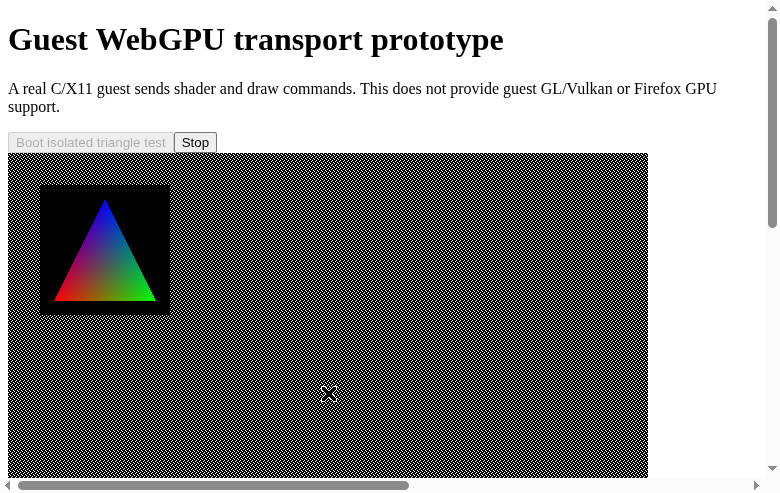 Guest WebGPU transport prototype
A real C/X11 guest sends shader and draw commands. This does not provide guest GL/Vulkan or Firefox GPU
support.
Boot isolated triangle test Stop